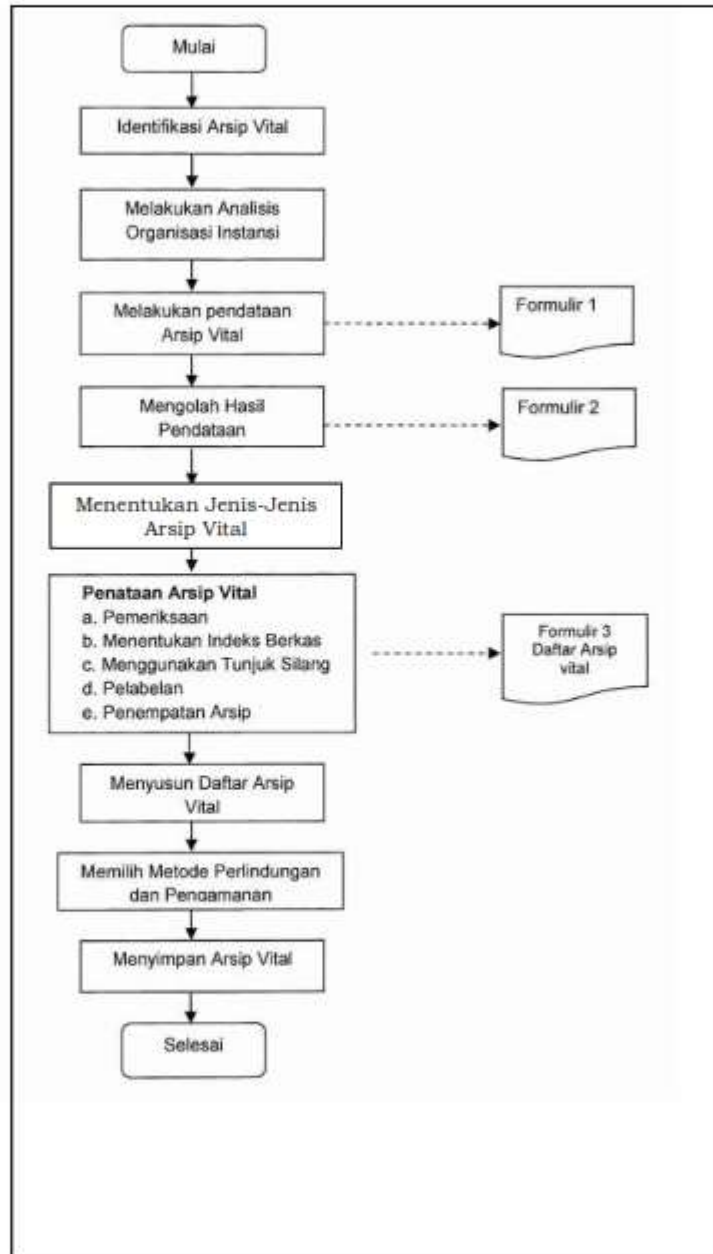 Mulai
Identifikasi Arsip Vital
Melakukan Analisis
Organisasi Instansi
Melakukan pendataan
Arsip Vital
Formulir 1
Mengolah Hasil
Pendataan
Formulir 2
Menentukan Jenis-Jenis
Arsip Vital
Penataan Arsip Vital
a. Pemeriksaan
b. Menentukan Indeks Berkas
c. Menggunakan Tunjuk Silang
d. Pelabelan
e. Penempatan Arsip
Formulir 3
Daftar Arsip
vital
Menyusun Daftar Arsip
Vital
Memilih Metode Perlindungan
dan Pengamanan
Menyimpan Arsip Vital
Selesai